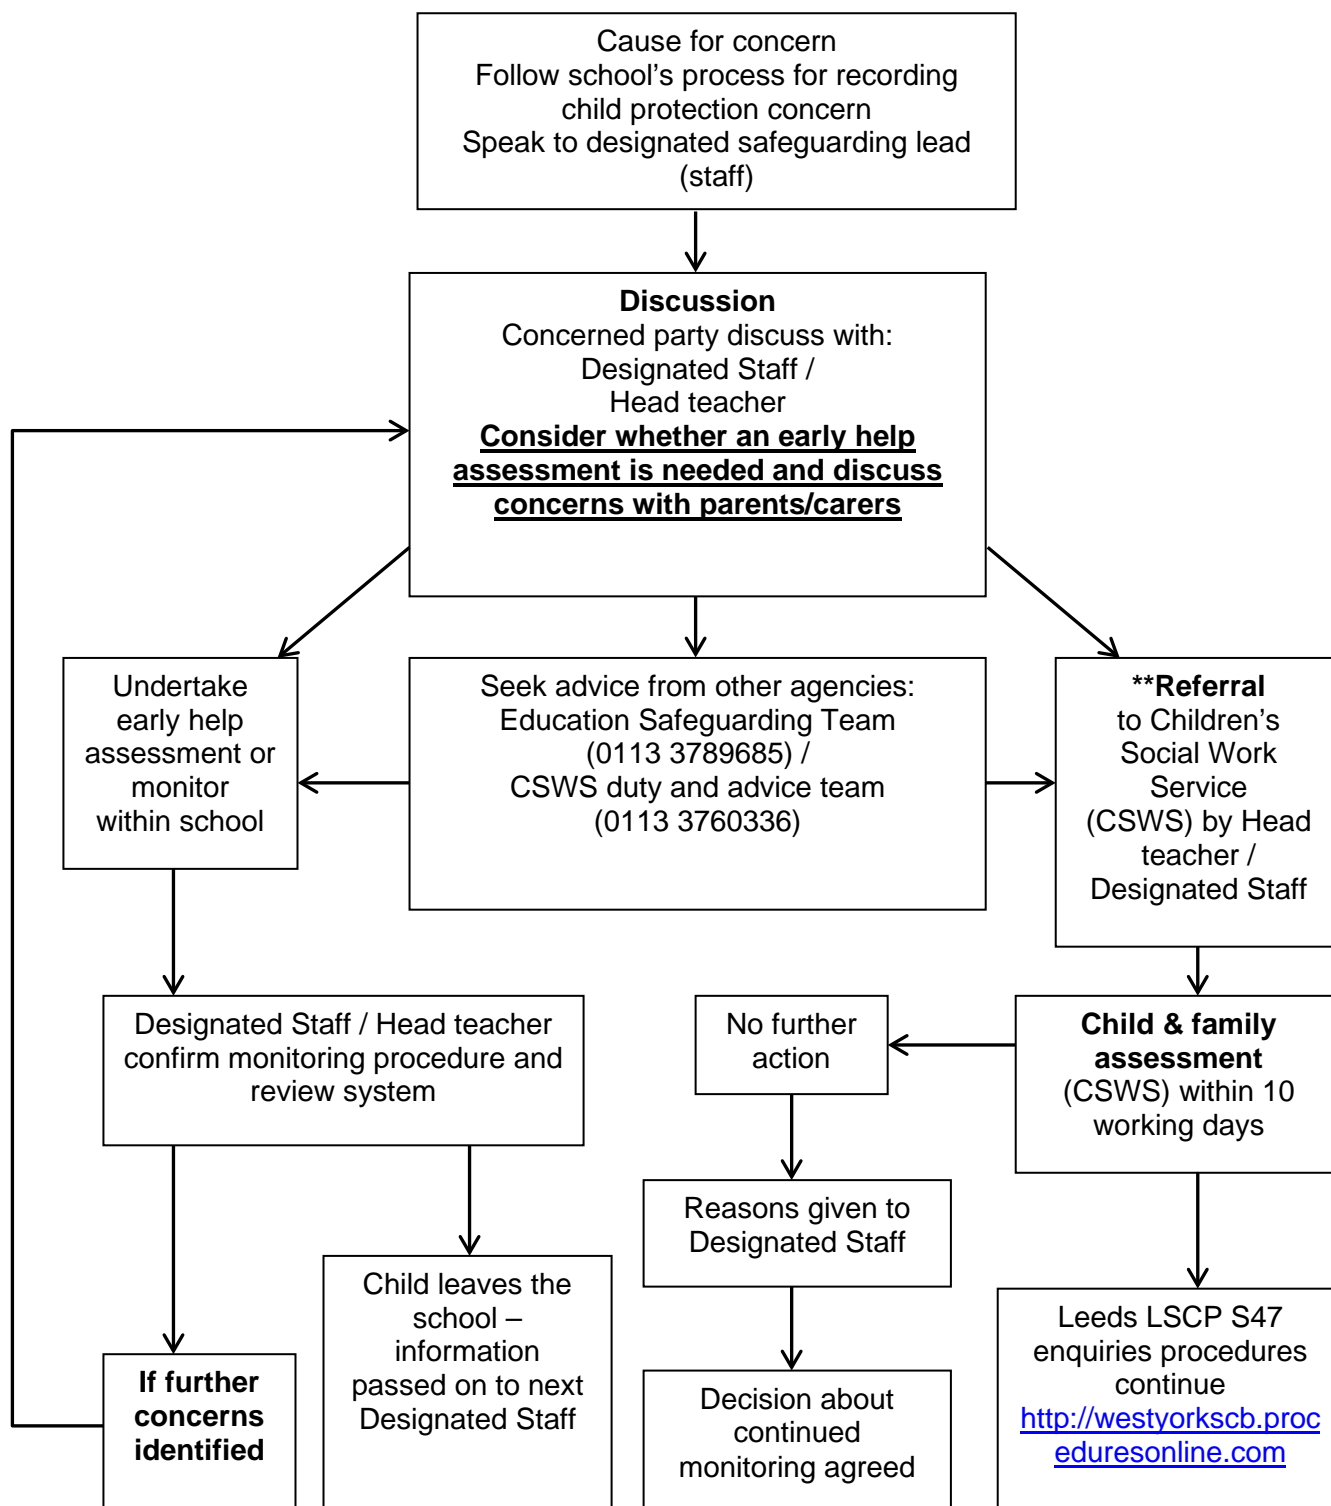 Cause for concern
Follow school’s process for recording
child protection concern
Speak to designated safeguarding lead
(staff)
Discussion
Concerned party discuss with:
Designated Staff /
Head teacher
Consider whether an early help
assessment is needed and discuss
concerns with parents/carers
Undertake
early help
assessment or
monitor
within school
Seek advice from other agencies:
Education Safeguarding Team
(0113 3789685) /
CSWS duty and advice team
(0113 3760336)
**Referral
to Children’s
Social Work
Service
(CSWS) by Head
teacher /
Designated Staff
Designated Staff / Head teacher
confirm monitoring procedure and
review system
No further
action
Child & family
assessment
(CSWS) within 10
working days
Reasons given to
Designated Staff
If further
concerns
identified
Child leaves the
school –
information
passed on to next
Designated Staff
Decision about
continued
monitoring agreed
Leeds LSCP S47
enquiries procedures
continue
http://westyorkscb.proc
eduresonline.com